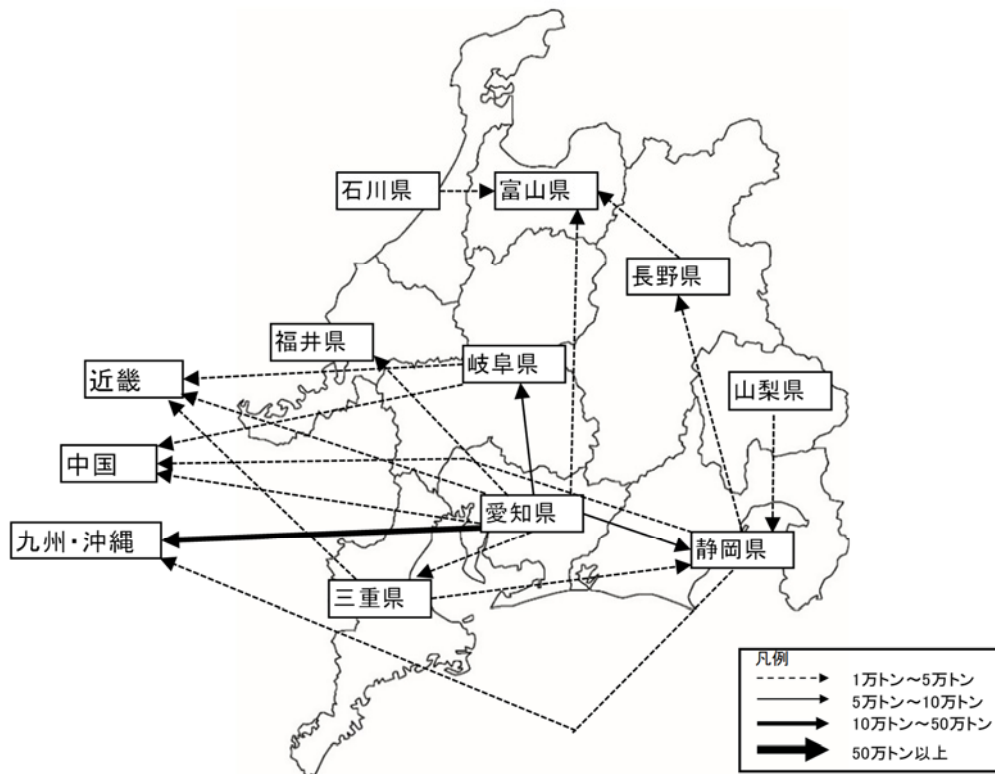 石川県
富山県
長野県
福井県
岐阜県
近畿
山梨県
中国
愛知県
九州・沖縄
静岡県
三重県
凡例
1万トン～5万トン
5万トン～10万トン
10万トン～50万トン
50万トン以上